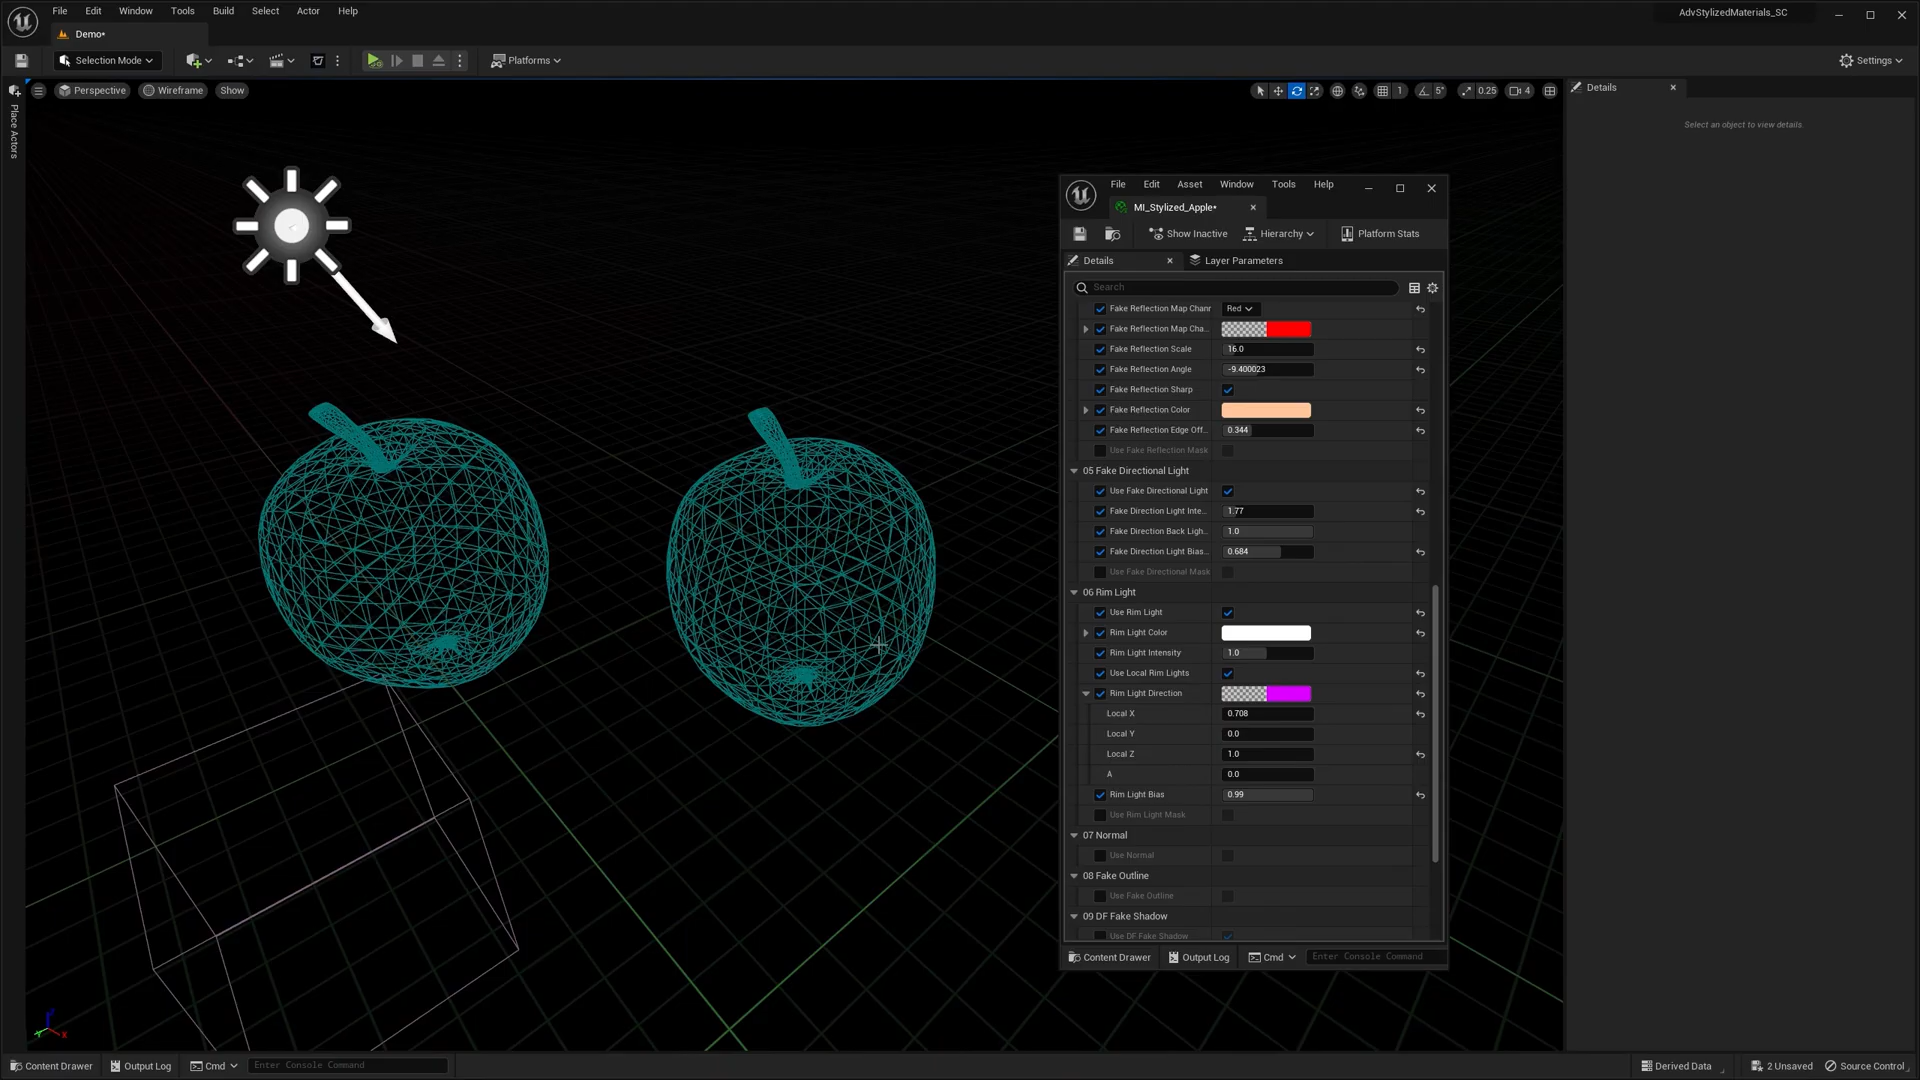 File Edit Window Tools Build Select Actor Help
AdvStylizedMaterials_SC
Demo*
Selection Mode
Platforms
Settings
Perspective
Wireframe
Show
1
5°
0.25
4
Place Actors
Details
Select an object to view details.
File Edit Asset Window Tools Help
MI_Stylized_Apple*
Show Inactive
Hierarchy
Platform Stats
Details
Layer Parameters
Search
Fake Reflection Map Chanr Red
Fake Reflection Map Cha...
Fake Reflection Scale 16.0
Fake Reflection Angle -9.400023
Fake Reflection Sharp
Fake Reflection Color
Fake Reflection Edge Off... 0.344
Use Fake Reflection Mask
05 Fake Directional Light
Use Fake Directional Light
Fake Direction Light Inte... 1.77
Fake Direction Back Ligh... 1.0
Fake Direction Light Bias... 0.684
Use Fake Directional Mask
06 Rim Light
Use Rim Light
Rim Light Color
Rim Light Intensity 1.0
Use Local Rim Lights
Rim Light Direction
Local X 0.708
Local Y 0.0
Local Z 1.0
A 0.0
Rim Light Bias 0.99
Use Rim Light Mask
07 Normal
Use Normal
08 Fake Outline
Use Fake Outline
09 DF Fake Shadow
Use DF Fake Shadow
Content Drawer
Output Log
Cmd
Enter Console Command
Z
X
Content Drawer
Output Log
Cmd
Enter Console Command
Derived Data
2 Unsaved
Source Control